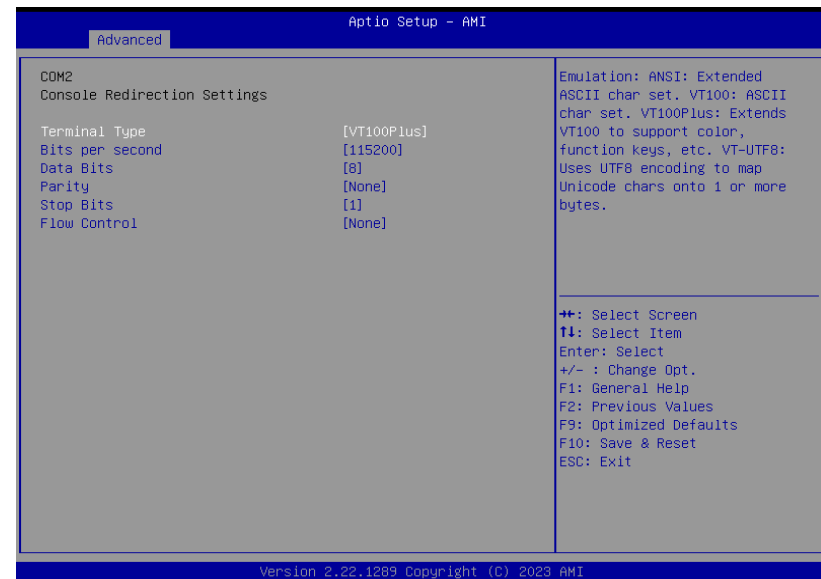 Aptio Setup - AMI
Advanced
COM2
Console Redirection Settings
Terminal Type [VT100Plus]
Bits per second [115200]
Data Bits [8]
Parity [None]
Stop Bits [1]
Flow Control [None]
Emulation: ANSI: Extended
ASCII char set. VT100: ASCII
char set. VT100Plus: Extends
VT100 to support color,
function keys, etc. VT-UTF8:
Uses UTF8 encoding to map
Unicode chars onto 1 or more
bytes.
→←: Select Screen
↑↓: Select Item
Enter: Select
+/- : Change Opt.
F1: General Help
F2: Previous Values
F9: Optimized Defaults
F10: Save & Reset
ESC: Exit
Version 2.22.1289 Copyright (C) 2023 AMI